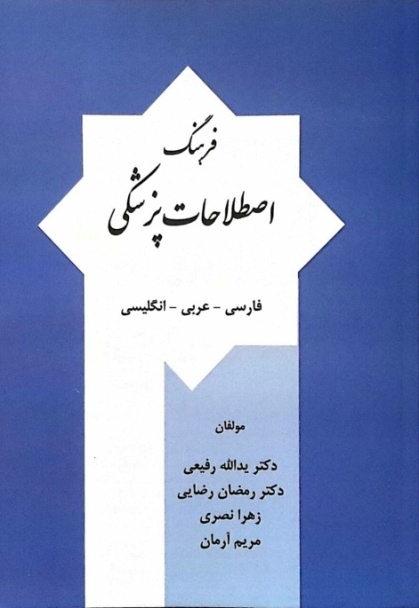 فرهنگ
اصطلاحات پزشکی
فارسی - عربی - انگلیسی
مولفان
دکتر یدالله رفیعی
دکتر رمضان رضایی
زهرا نصری
مریم آرمان